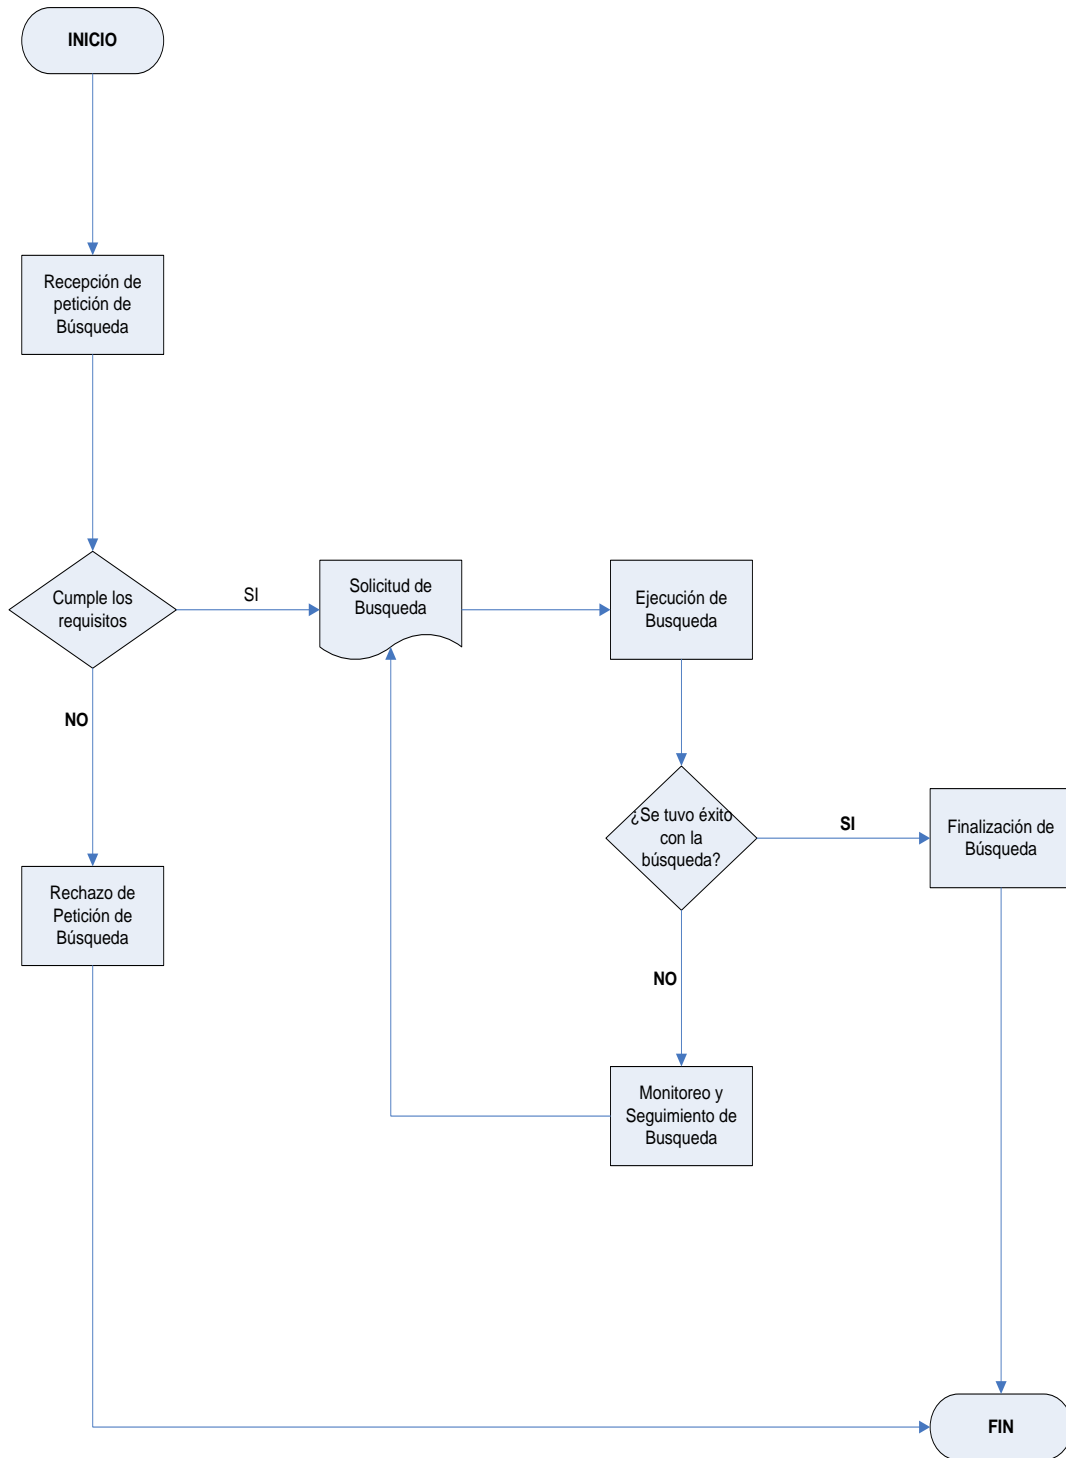 INICIO
Recepción de
petición de
Búsqueda
Cumple los
requisitos
SI
Solicitud de
Busqueda
Ejecución de
Busqueda
NO
¿Se tuvo éxito
con la
búsqueda?
SI
Finalización de
Búsqueda
Rechazo de
Petición de
Búsqueda
NO
Monitoreo y
Seguimiento de
Busqueda
FIN